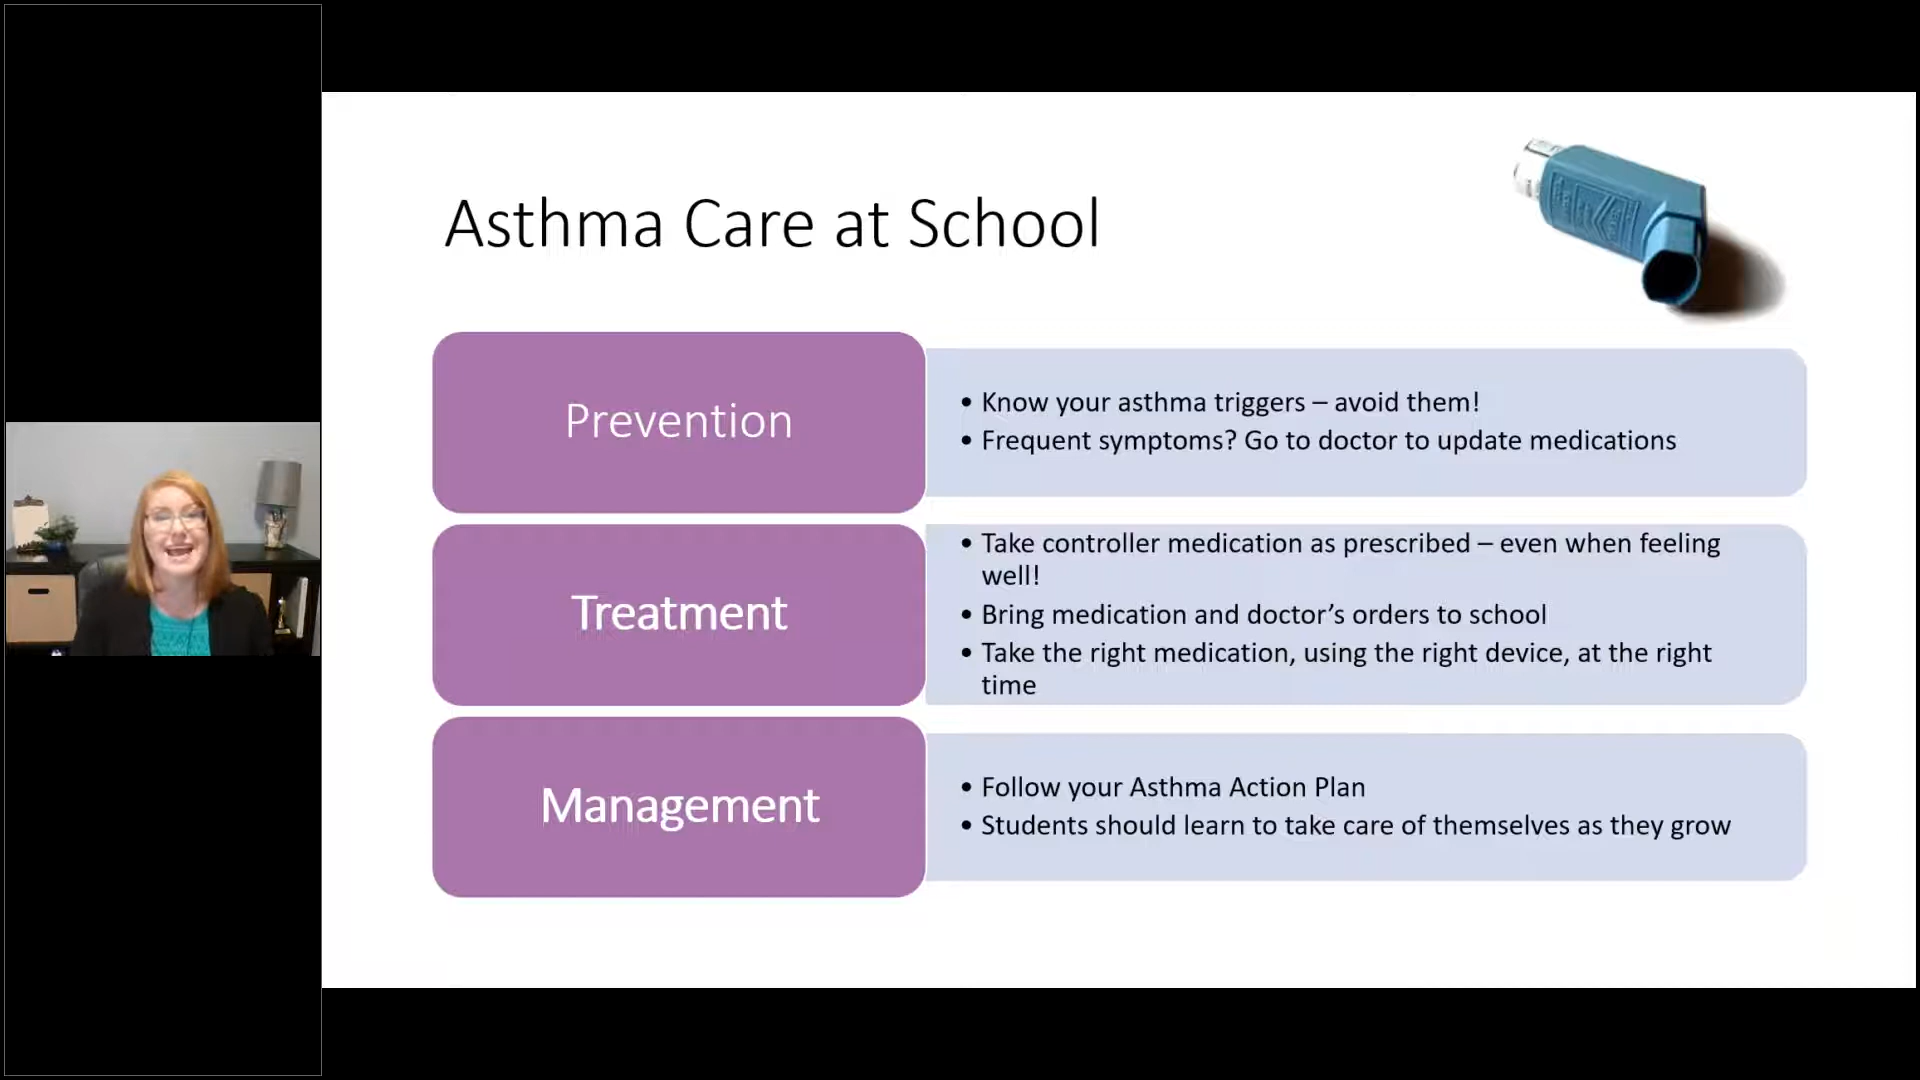 Asthma Care at School
Prevention
• Know your asthma triggers – avoid them!
• Frequent symptoms? Go to doctor to update medications
Treatment
• Take controller medication as prescribed – even when feeling
well!
• Bring medication and doctor’s orders to school
• Take the right medication, using the right device, at the right
time
Management
• Follow your Asthma Action Plan
• Students should learn to take care of themselves as they grow